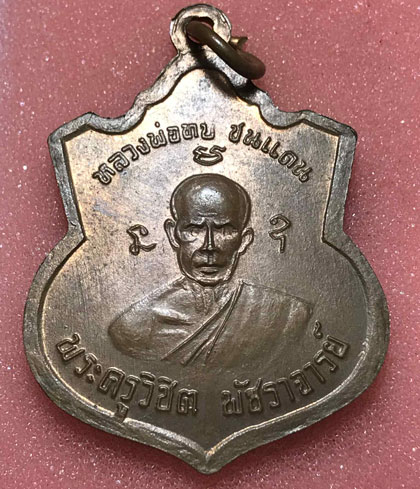 หลวงพ่อทบ ชนแดน
พระครูวิชิต พัชราจารย์